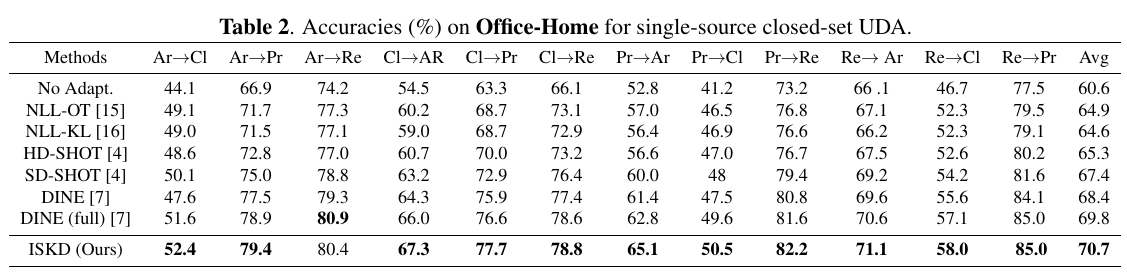 Table 2. Accuracies (%) on Office-Home for single-source closed-set UDA.
Methods Ar→Cl Ar→Pr Ar→Re Cl→AR Cl→Pr Cl→Re Pr→Ar Pr→Cl Pr→Re Re→ Ar Re→Cl Re→Pr Avg
No Adapt. 44.1 66.9 74.2 54.5 63.3 66.1 52.8 41.2 73.2 66 .1 46.7 77.5 60.6
NLL-OT [15] 49.1 71.7 77.3 60.2 68.7 73.1 57.0 46.5 76.8 67.1 52.3 79.5 64.9
NLL-KL [16] 49.0 71.5 77.1 59.0 68.7 72.9 56.4 46.9 76.6 66.2 52.3 79.1 64.6
HD-SHOT [4] 48.6 72.8 77.0 60.7 70.0 73.2 56.6 47.0 76.7 67.5 52.6 80.2 65.3
SD-SHOT [4] 50.1 75.0 78.8 63.2 72.9 76.4 60.0 48 79.4 69.2 54.2 81.6 67.4
DINE [7] 47.6 77.5 79.3 64.3 75.9 77.4 61.4 47.5 80.8 69.6 55.6 84.1 68.4
DINE (full) [7] 51.6 78.9 80.9 66.0 76.6 78.6 62.8 49.6 81.6 70.6 57.1 85.0 69.8
ISKD (Ours) 52.4 79.4 80.4 67.3 77.7 78.8 65.1 50.5 82.2 71.1 58.0 85.0 70.7